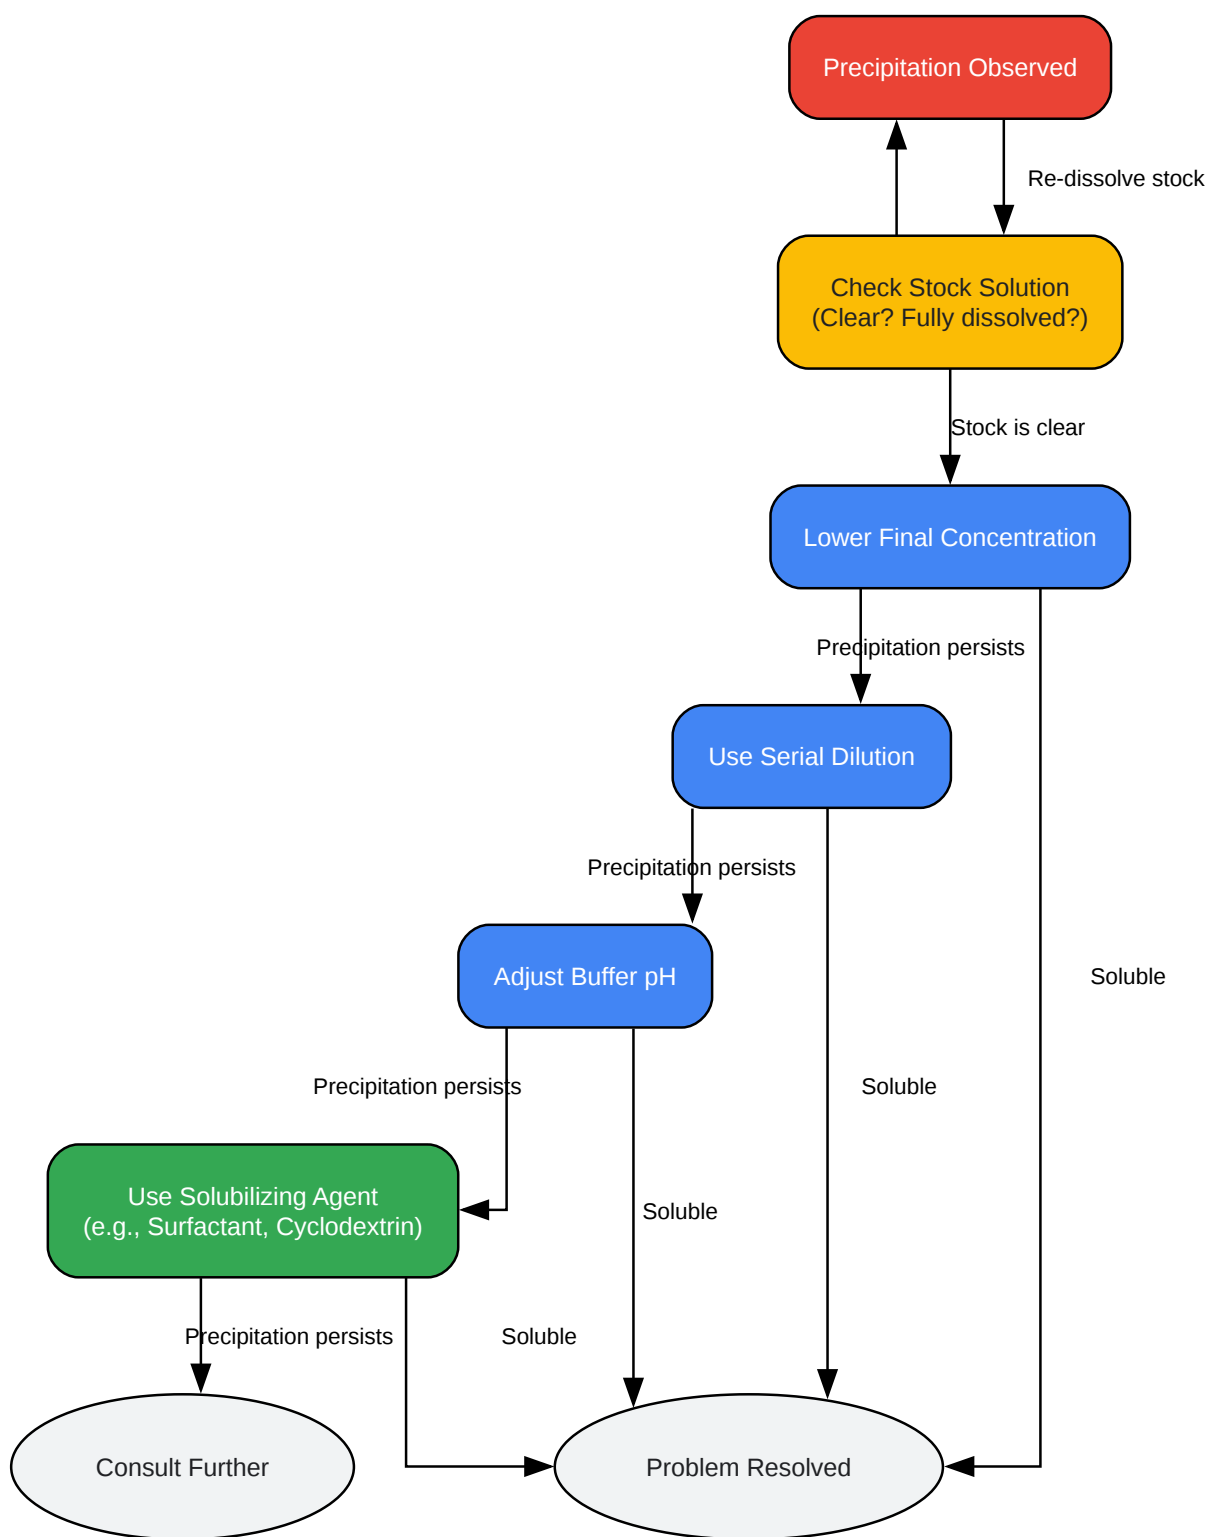 Precipitation Observed
Re-dissolve stock
Check Stock Solution
(Clear? Fully dissolved?)
Stock is clear
Lower Final Concentration
Precipitation persists
Use Serial Dilution
Precipitation persists
Adjust Buffer pH
Soluble
Precipitation persists
Soluble
Use Solubilizing Agent
(e.g., Surfactant, Cyclodextrin)
Soluble
Precipitation persists
Soluble
Consult Further
Problem Resolved